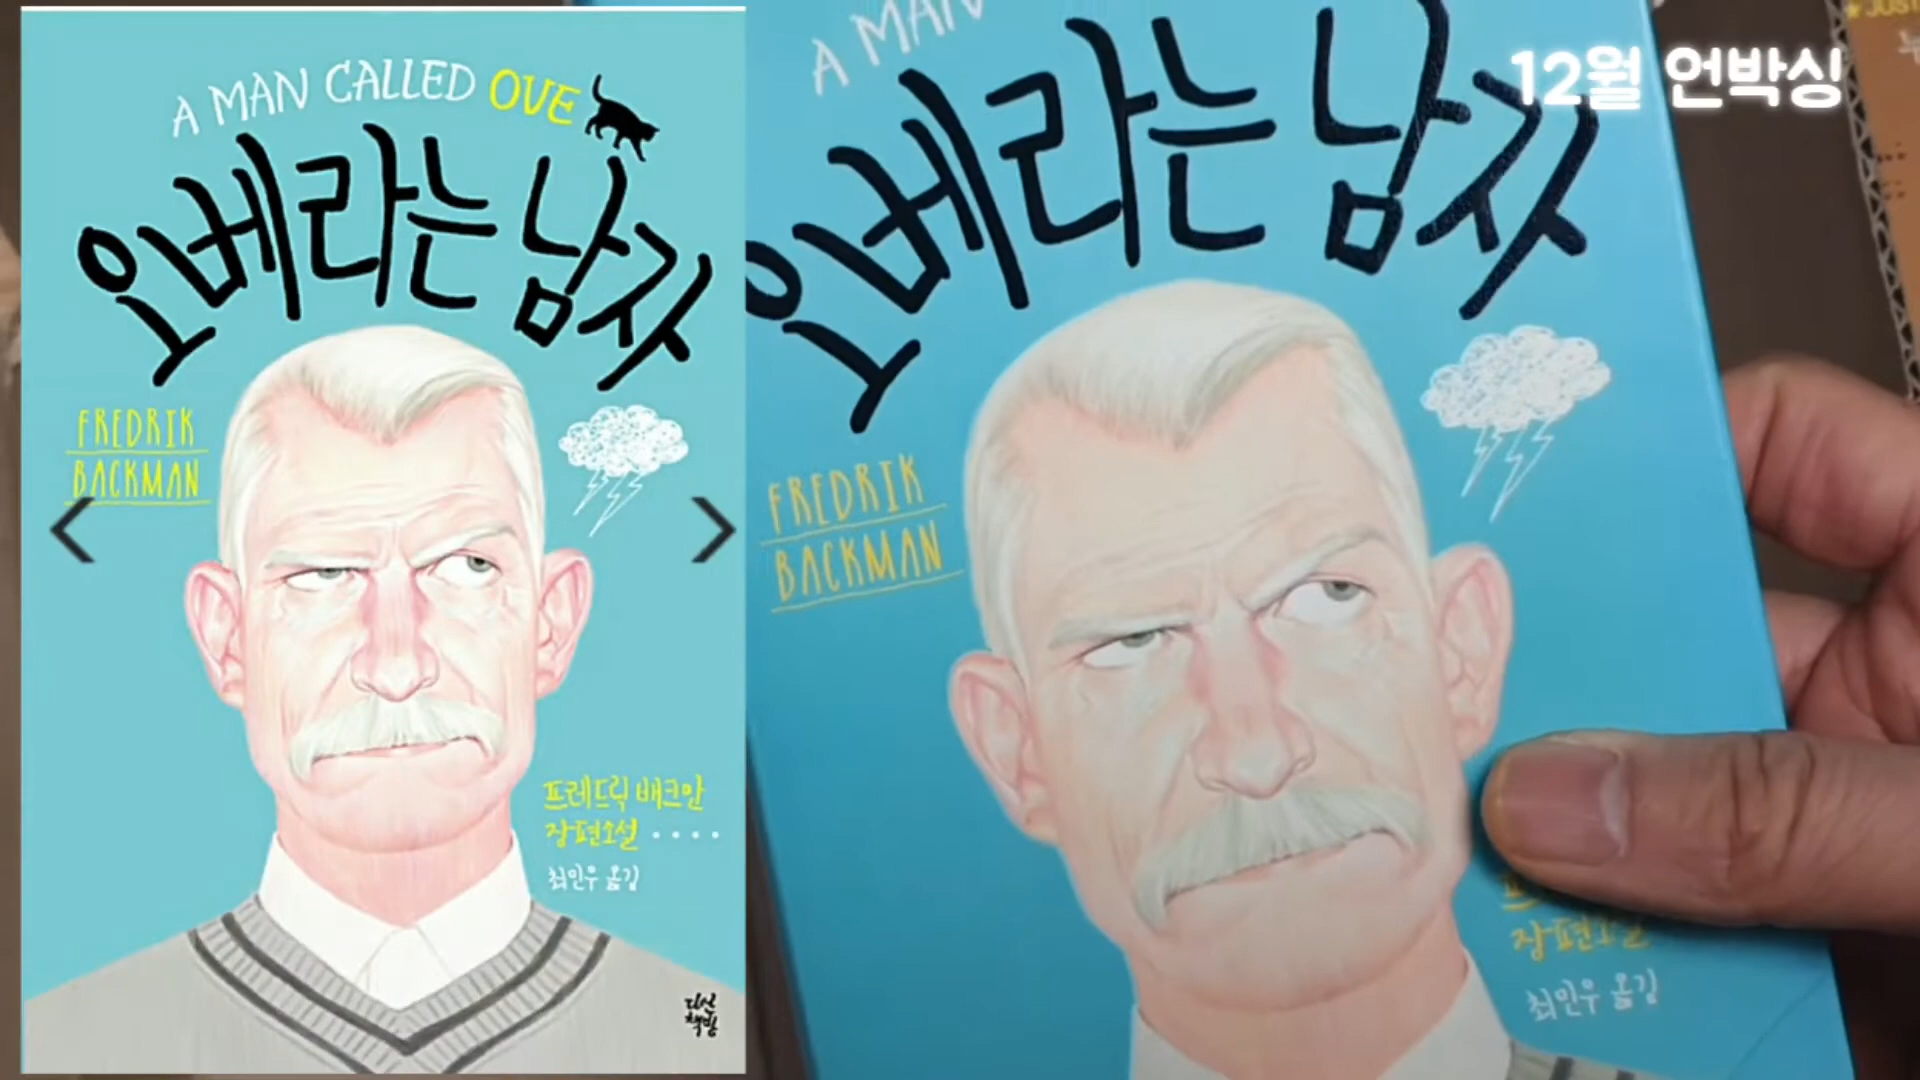 A MAN CALLED OVE
오베라는 남자
FREDRIK
BACKMAN
프레드릭 배크만
장편소설
최민우 옮김
다산
책방
12월 언박싱
A MAN
오베라는 남자
FREDRIK
BACKMAN
장편소설
최민우 옮김